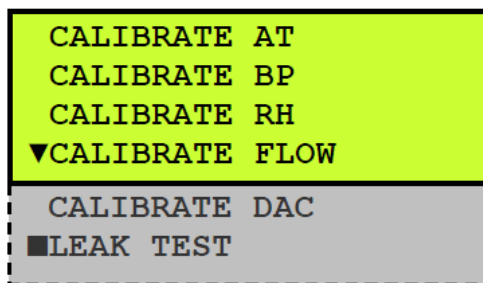 CALIBRATE AT
CALIBRATE BP
CALIBRATE RH
▼CALIBRATE FLOW
CALIBRATE DAC
■LEAK TEST